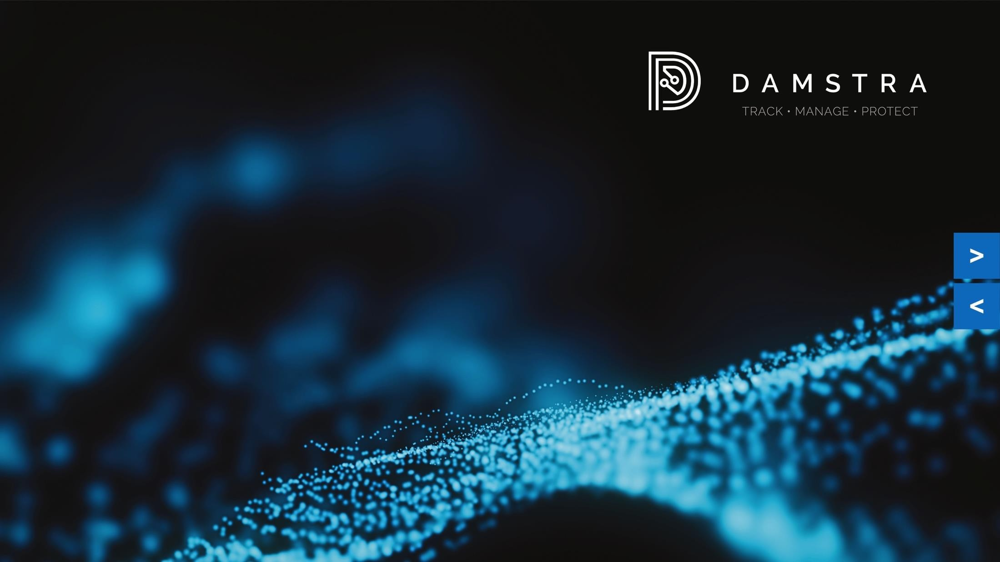 DAMSTRA
TRACK • MANAGE • PROTECT
>
<